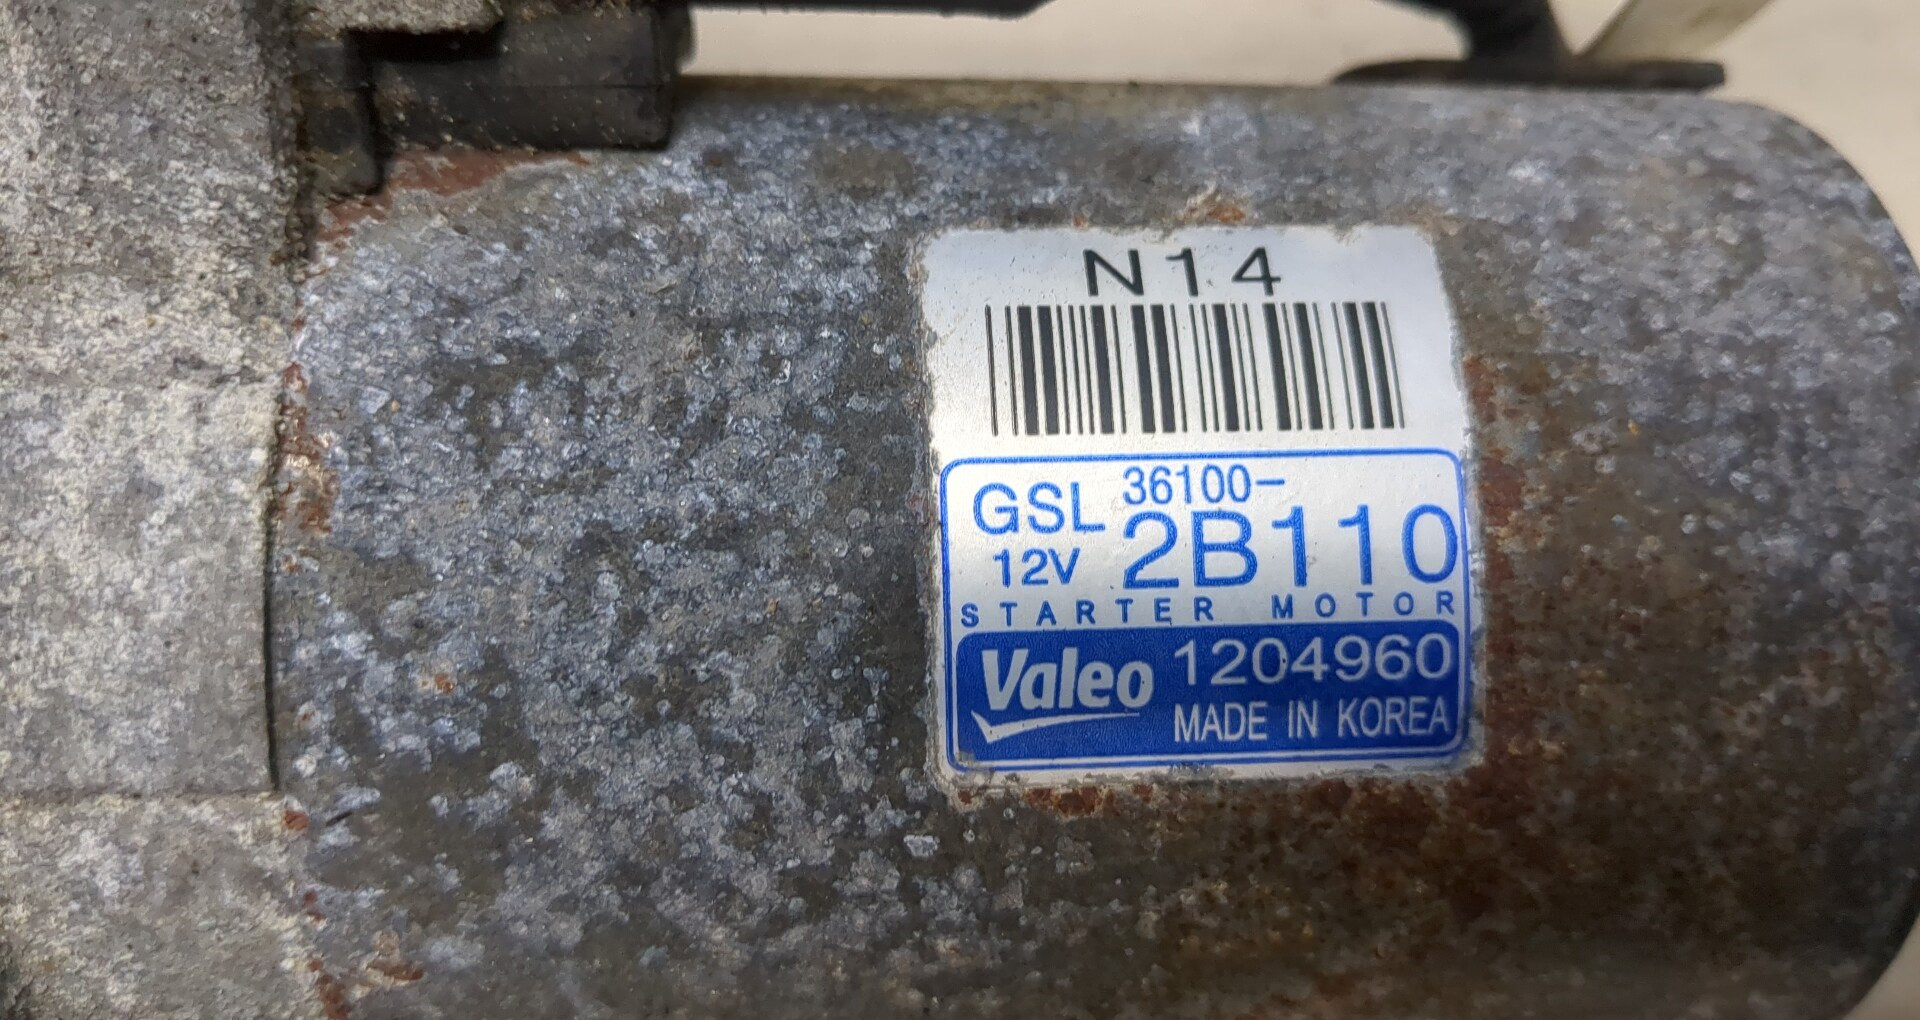 N14
GSL 36100-
12V 2B110
STARTER MOTOR
Valeo 1204960
MADE IN KOREA